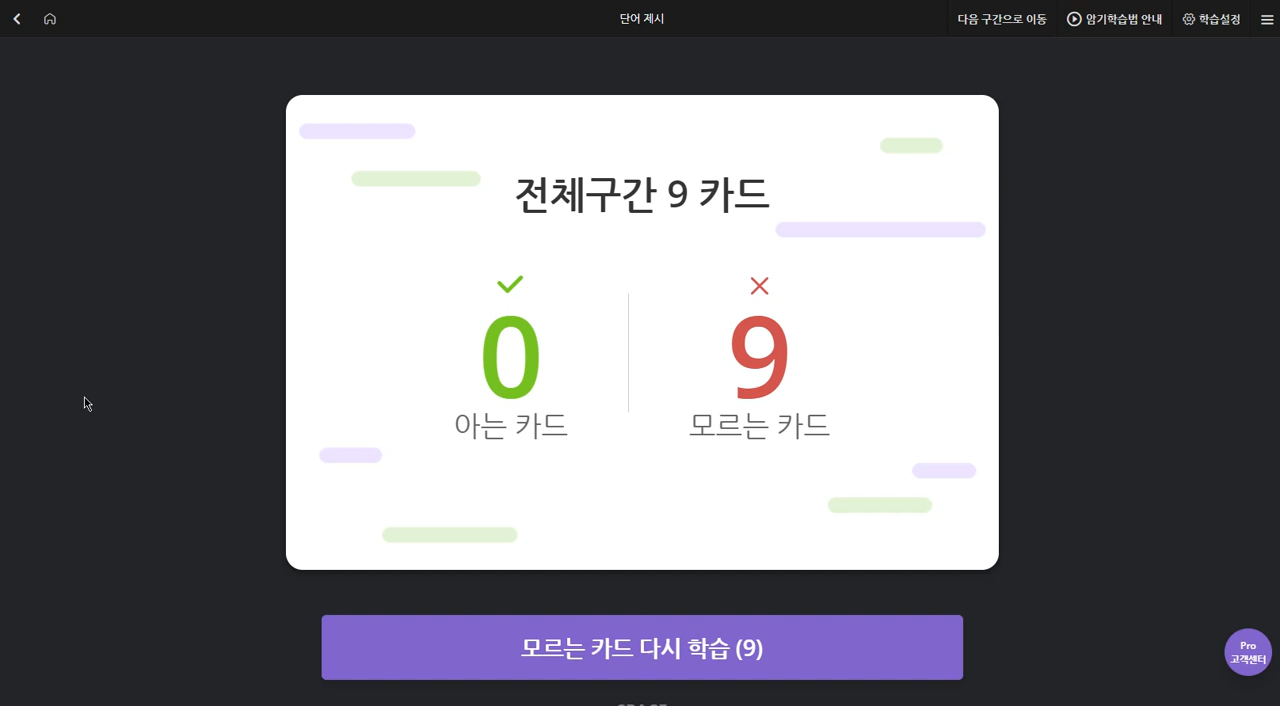 단어 제시
다음 구간으로 이동
암기학습법 안내
학습설정
전체구간 9 카드
0
아는 카드
9
모르는 카드
모르는 카드 다시 학습 (9)
Pro
고객센터